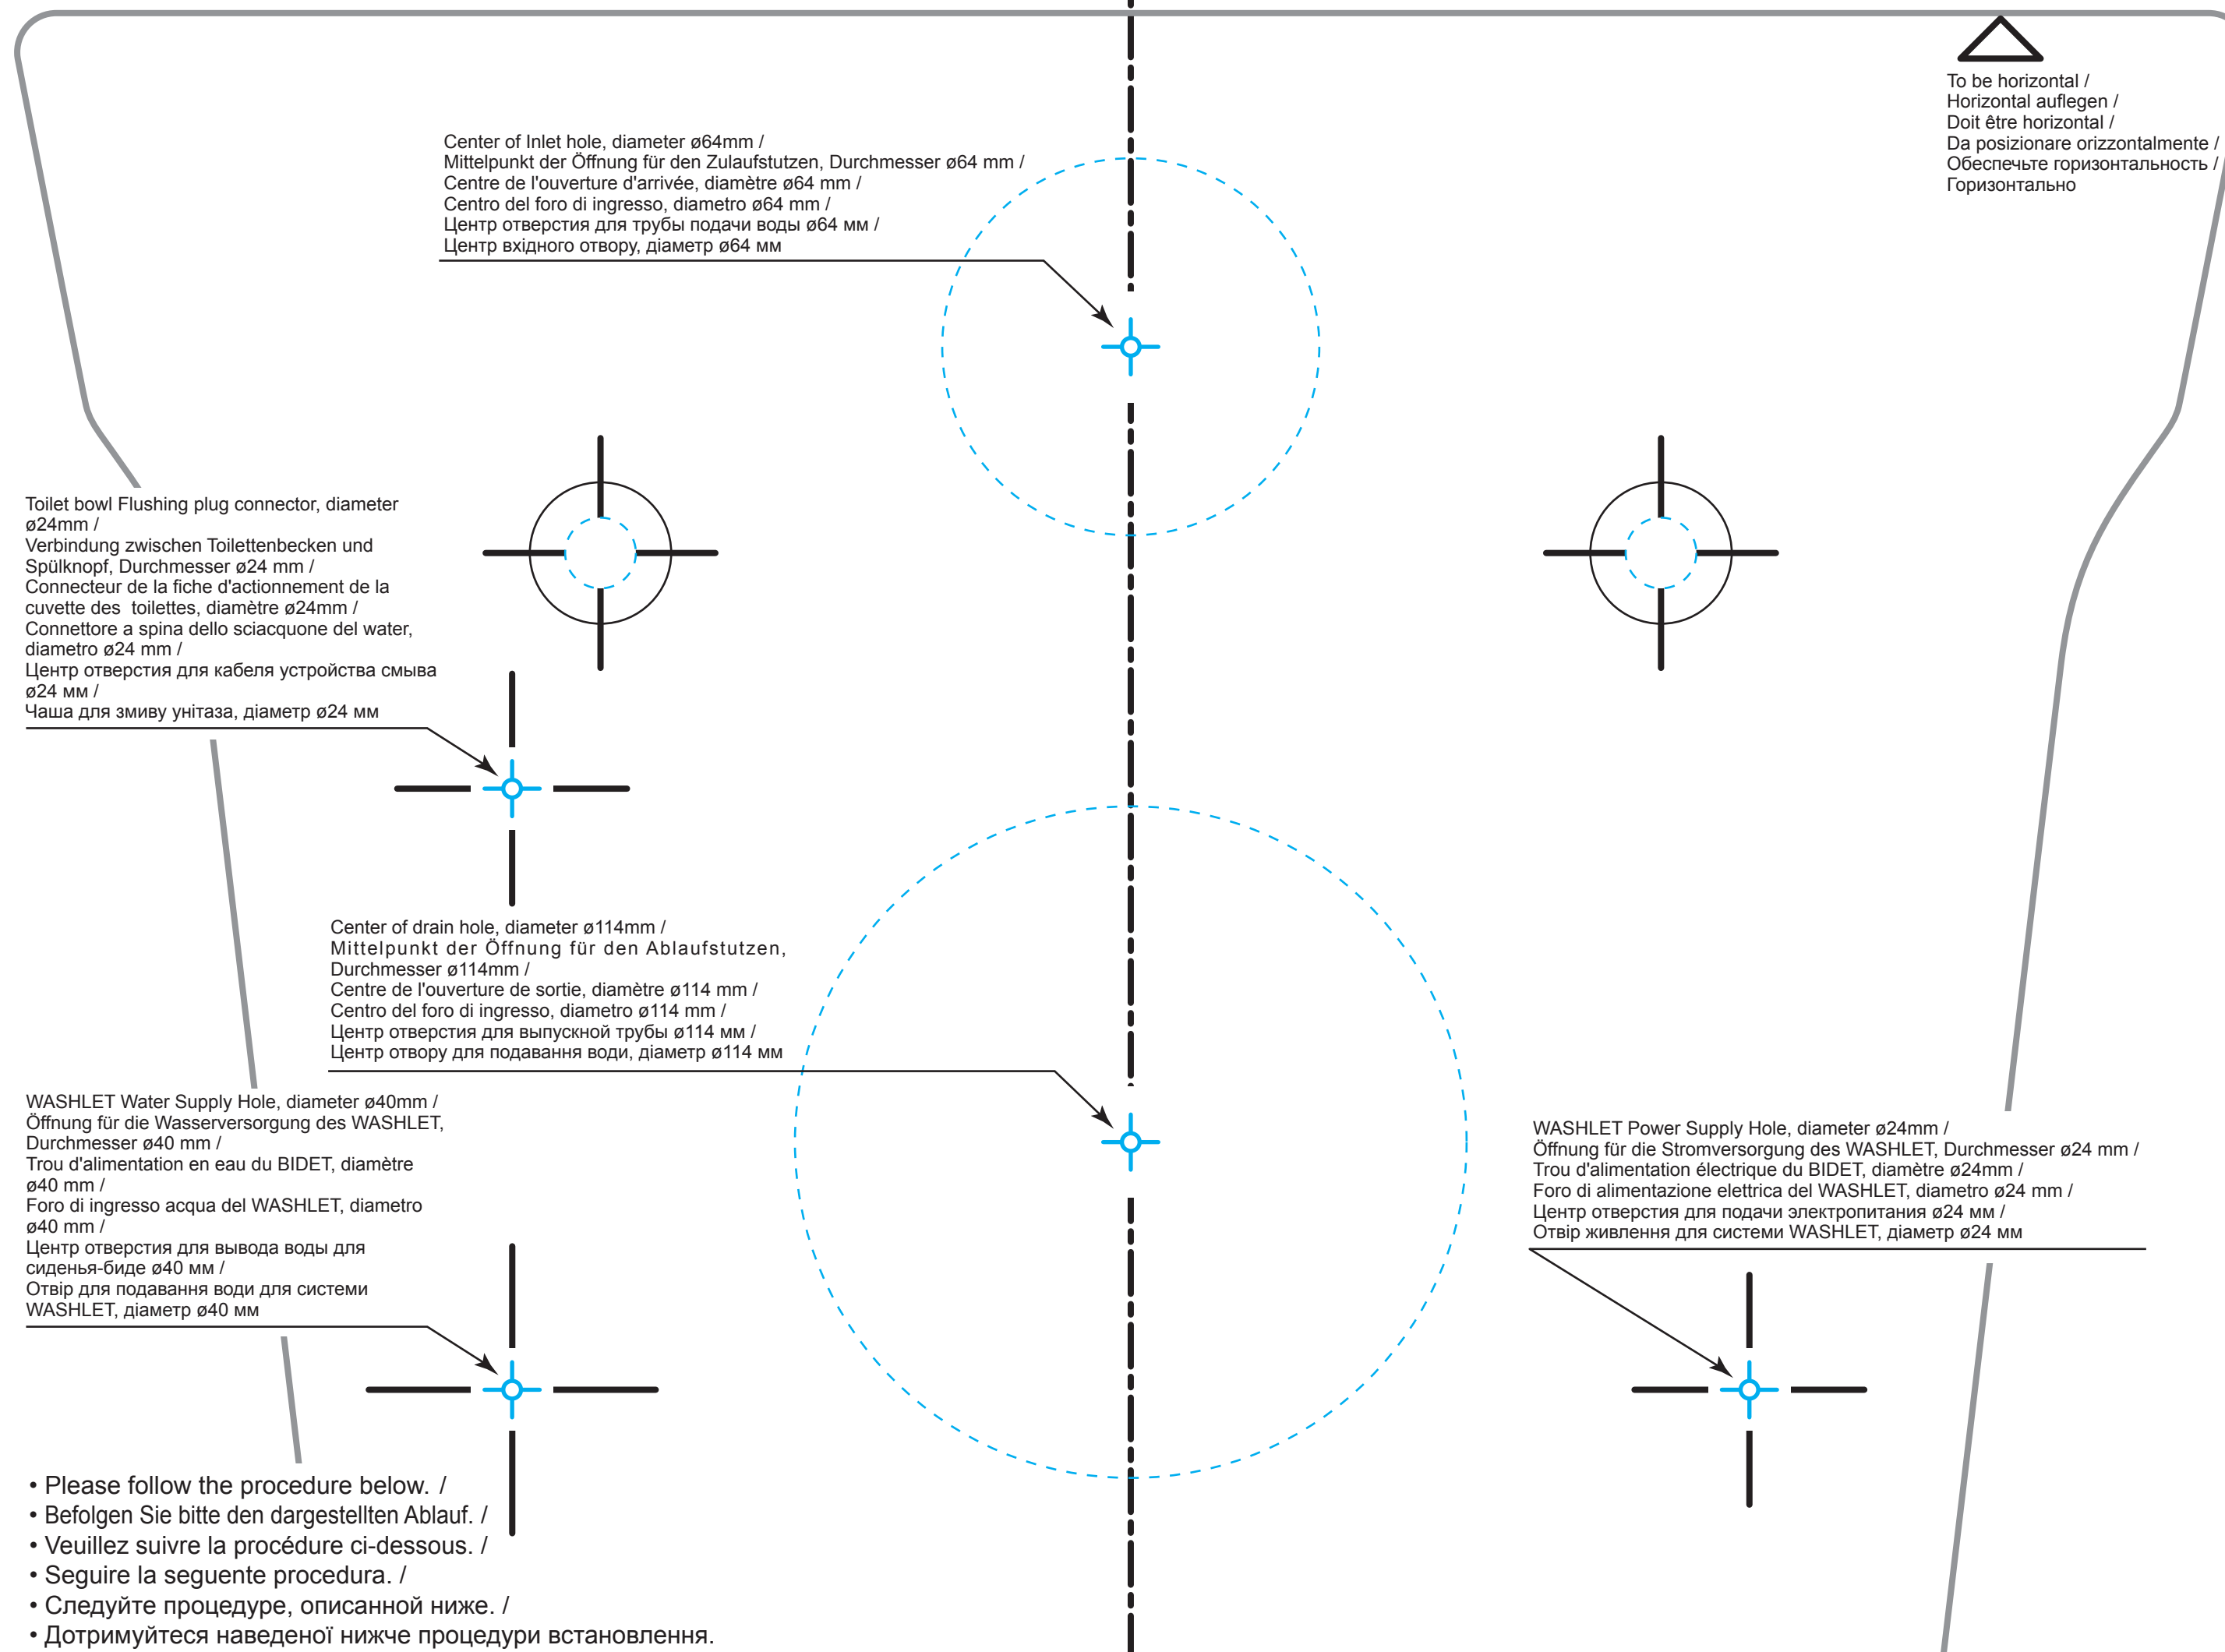 To be horizontal /
Horizontal auflegen /
Doit être horizontal /
Da posizionare orizzontalmente /
Обеспечьте горизонтальность /
Горизонтально
Center of Inlet hole, diameter ø64mm /
Mittelpunkt der Öffnung für den Zulaufstutzen, Durchmesser ø64 mm /
Centre de l'ouverture d'arrivée, diamètre ø64 mm /
Centro del foro di ingresso, diametro ø64 mm /
Центр отверстия для трубы подачи воды ø64 мм /
Центр вхідного отвору, діаметр ø64 мм
Toilet bowl Flushing plug connector, diameter
ø24mm /
Verbindung zwischen Toilettenbecken und
Spülknopf, Durchmesser ø24 mm /
Connecteur de la fiche d'actionnement de la
cuvette des toilettes, diamètre ø24mm /
Connettore a spina dello sciacquone del water,
diametro ø24 mm /
Центр отверстия для кабеля устройства смыва
ø24 мм /
Чаша для змиву унітаза, діаметр ø24 мм
Center of drain hole, diameter ø114mm /
Mittelpunkt der Öffnung für den Ablaufstutzen,
Durchmesser ø114mm /
Centre de l'ouverture de sortie, diamètre ø114 mm /
Centro del foro di ingresso, diametro ø114 mm /
Центр отверстия для выпускной трубы ø114 мм /
Центр отвору для подавання води, діаметр ø114 мм
WASHLET Water Supply Hole, diameter ø40mm /
Öffnung für die Wasserversorgung des WASHLET,
Durchmesser ø40 mm /
Trou d'alimentation en eau du BIDET, diamètre
ø40 mm /
Foro di ingresso acqua del WASHLET, diametro
ø40 mm /
Центр отверстия для вывода воды для
сиденья-биде ø40 мм /
Отвір для подавання води для системи
WASHLET, діаметр ø40 мм
WASHLET Power Supply Hole, diameter ø24mm /
Öffnung für die Stromversorgung des WASHLET, Durchmesser ø24 mm /
Trou d'alimentation électrique du BIDET, diamètre ø24mm /
Foro di alimentazione elettrica del WASHLET, diametro ø24 mm /
Центр отверстия для подачи электропитания ø24 мм /
Отвір живлення для системи WASHLET, діаметр ø24 мм
• Please follow the procedure below. /
• Befolgen Sie bitte den dargestellten Ablauf. /
• Veuillez suivre la procédure ci-dessous. /
• Seguire la seguente procedura. /
• Следуйте процедуре, описанной ниже. /
• Дотримуйтеся наведеної нижче процедури встановлення.